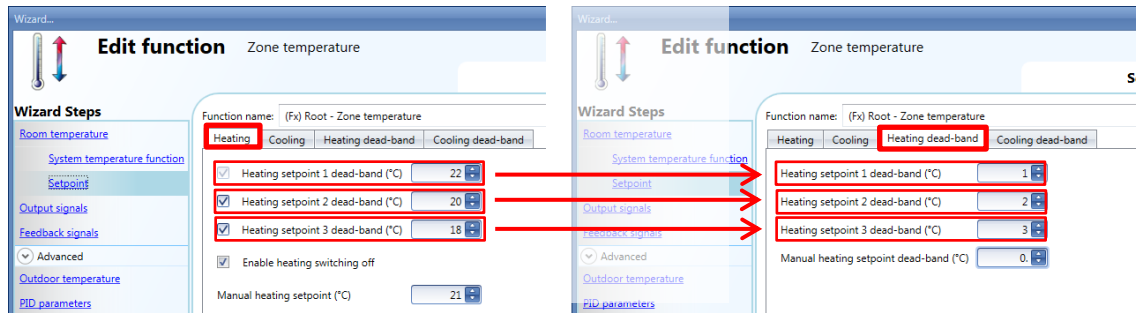 Wizard...
Edit function Zone temperature
Wizard Steps
Function name: (Fx) Root - Zone temperature
Room temperature
Heating Cooling Heating dead-band Cooling dead-band
System temperature function
Heating setpoint 1 dead-band (°C) 22
Setpoint
Heating setpoint 2 dead-band (°C) 20
Output signals
Heating setpoint 3 dead-band (°C) 18
Feedback signals
Advanced
Enable heating switching off
Outdoor temperature
Manual heating setpoint (°C) 21
PID parameters
Wizard...
Edit function Zone temperature
Wizard Steps
Function name: (Fx) Root - Zone temperature
Room temperature
Heating Cooling Heating dead-band Cooling dead-band
System temperature function
Heating setpoint 1 dead-band (°C) 1
Setpoint
Heating setpoint 2 dead-band (°C) 2
Output signals
Heating setpoint 3 dead-band (°C) 3
Feedback signals
Advanced
Manual heating setpoint dead-band (°C) 0.
Outdoor temperature
PID parameters